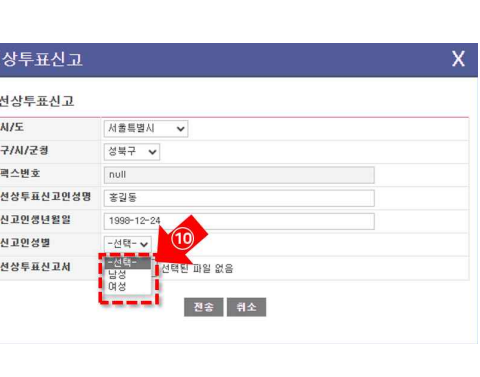 상투표신고 X
선상투표신고
시/도 서울특별시
구/시/군청 성북구
팩스번호 null
선상투표신고인성명 홍길동
신고인생년월일 1998-12-24
신고인성별 -선택- ⑩
선상투표신고서 선택된 파일 없음
-선택-
남성
여성
전송 취소